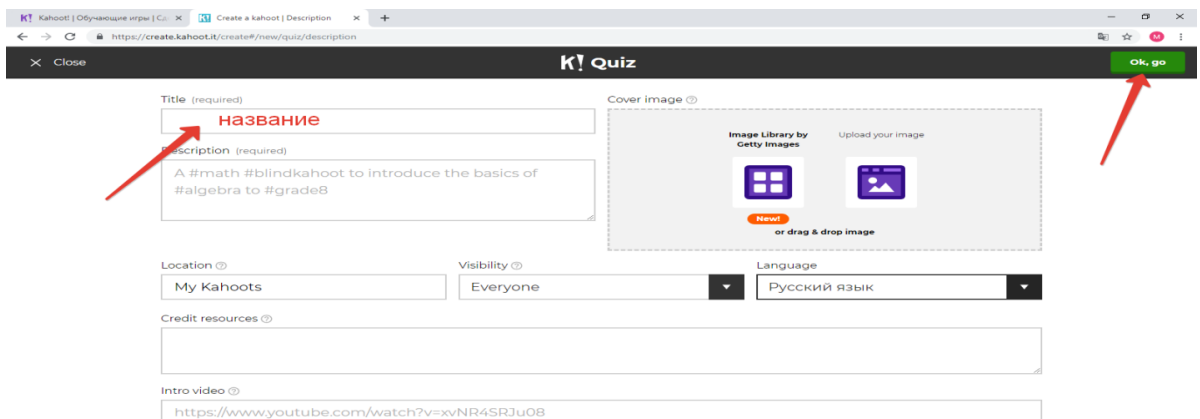 K! Kahoot! | Обучающие игры | Сд
K! Create a kahoot | Description
https://create.kahoot.it/create#/new/quiz/description
M
Close
K! Quiz
Ok, go
Title (required)
название
Description (required)
A #math #blindkahoot to introduce the basics of
#algebra to #grade8
Cover image
Image Library by
Getty Images
Upload your image
New!
or drag & drop image
Location
Visibility
Language
My Kahoots
Everyone
Русский язык
Credit resources
Intro video
https://www.youtube.com/watch?v=xvNR4SRJu08